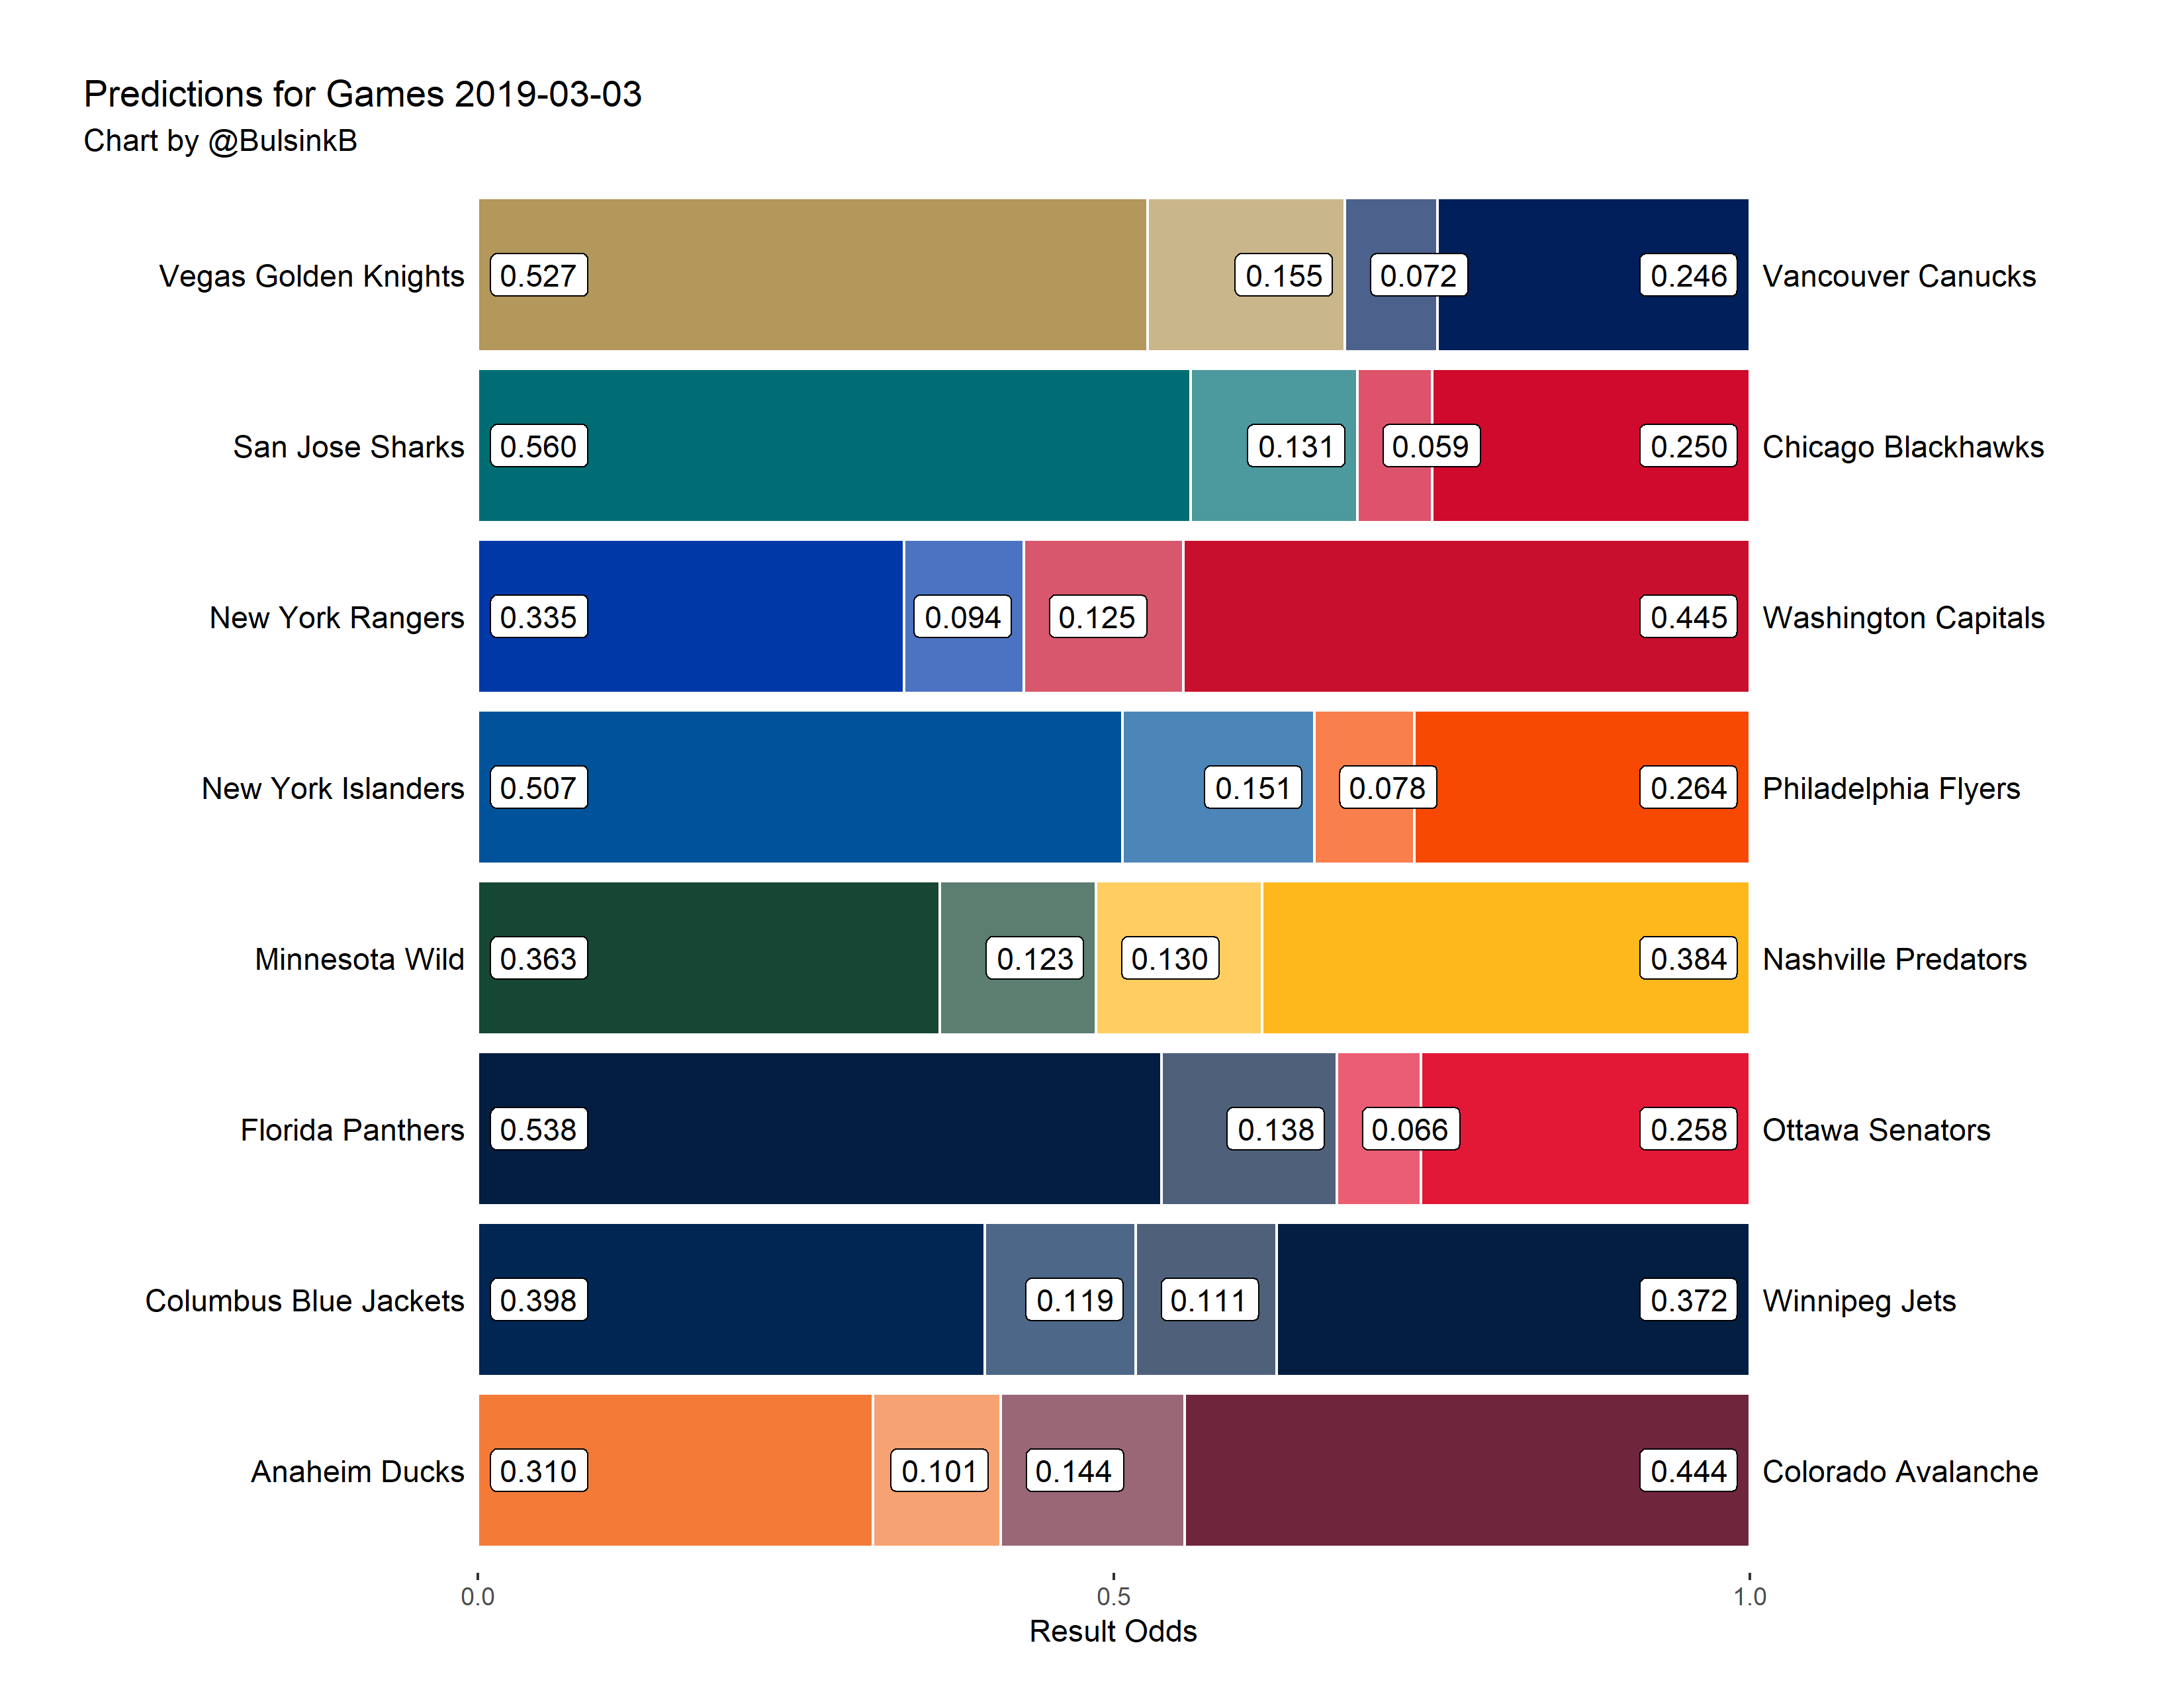 Predictions for Games 2019-03-03
Chart by @BulsinkB
Vegas Golden Knights 0.527 0.155 0.072 0.246 Vancouver Canucks
San Jose Sharks 0.560 0.131 0.059 0.250 Chicago Blackhawks
New York Rangers 0.335 0.094 0.125 0.445 Washington Capitals
New York Islanders 0.507 0.151 0.078 0.264 Philadelphia Flyers
Minnesota Wild 0.363 0.123 0.130 0.384 Nashville Predators
Florida Panthers 0.538 0.138 0.066 0.258 Ottawa Senators
Columbus Blue Jackets 0.398 0.119 0.111 0.372 Winnipeg Jets
Anaheim Ducks 0.310 0.101 0.144 0.444 Colorado Avalanche
0.0 0.5 1.0
Result Odds